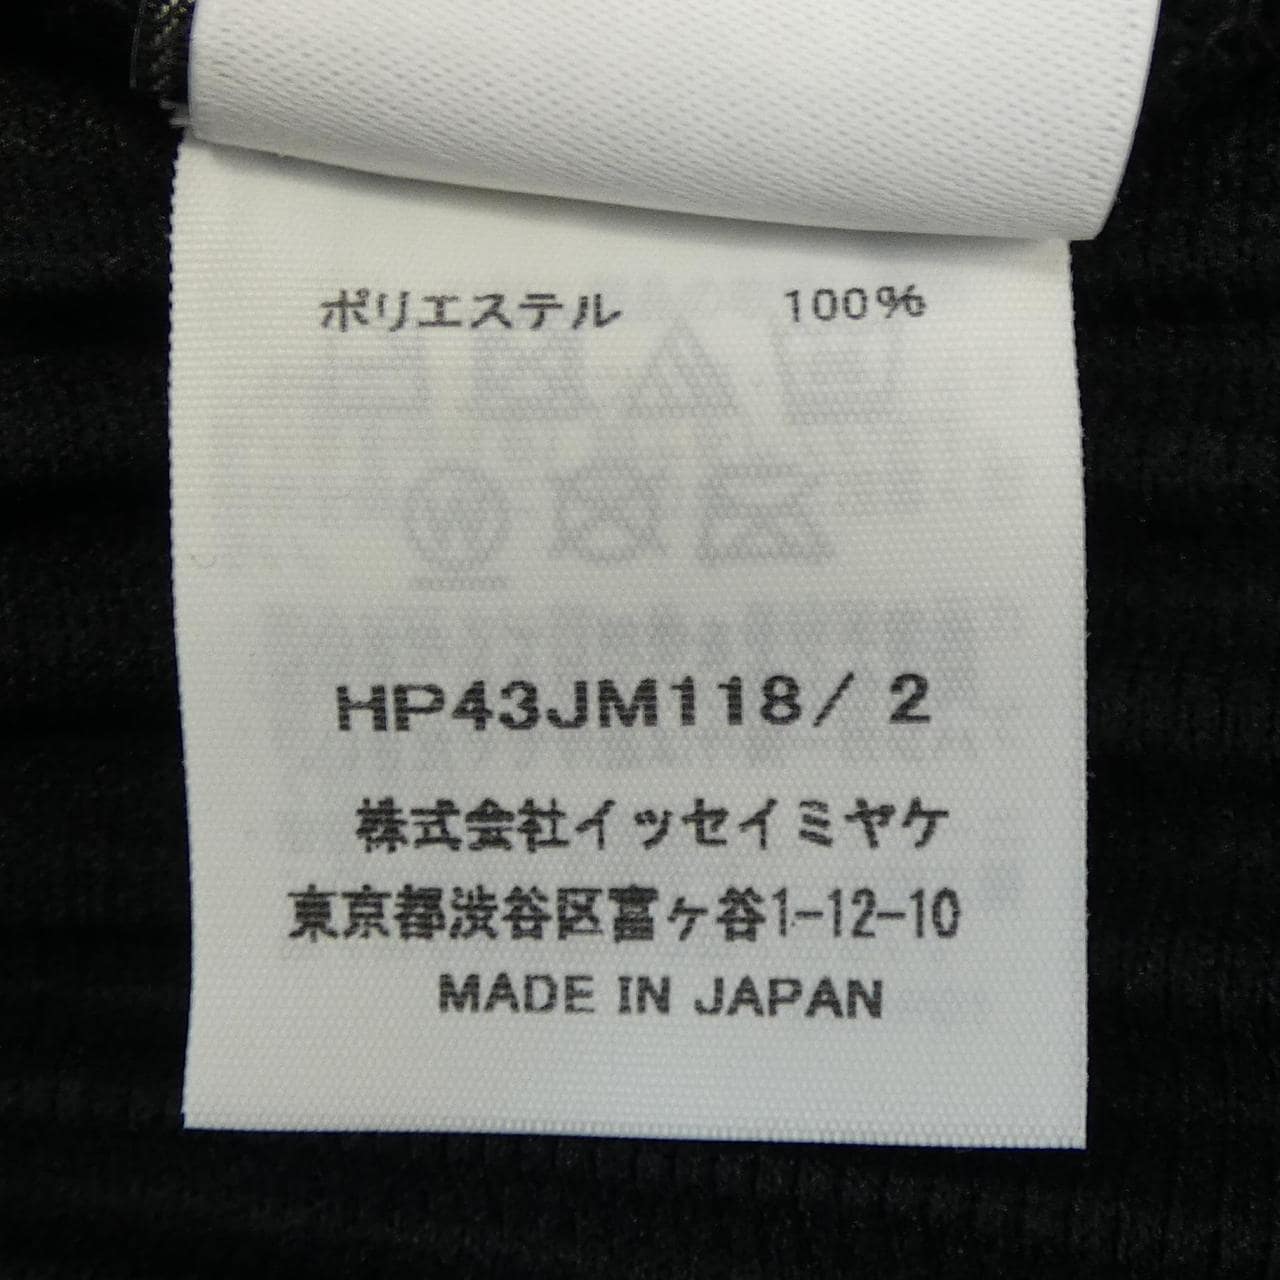 ポリエステル 100%
HP43JM118/ 2
株式会社イッセイミヤケ
東京都渋谷区富ヶ谷1-12-10
MADE IN JAPAN